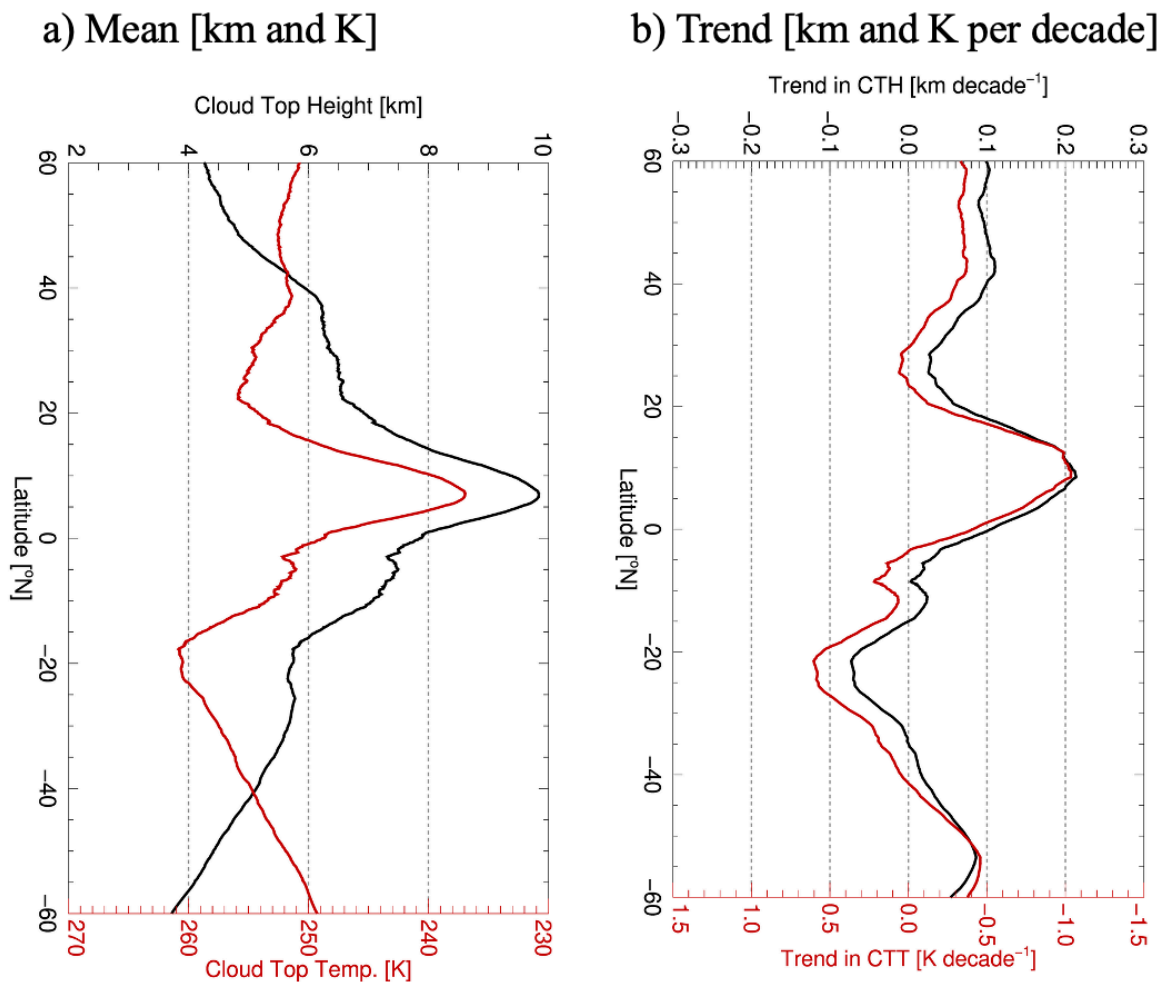 a) Mean [km and K]
Cloud Top Height [km]
2 4 6 8 10
60 40 20 0 −20 −40 −60
Latitude [°N]
270 260 250 240 230
Cloud Top Temp. [K]
b) Trend [km and K per decade]
Trend in CTH [km decade⁻¹]
-0.3 -0.2 -0.1 0.0 0.1 0.2 0.3
60 40 20 0 −20 −40 −60
Latitude [°N]
1.5 1.0 0.5 0.0 −0.5 −1.0 −1.5
Trend in CTT [K decade⁻¹]